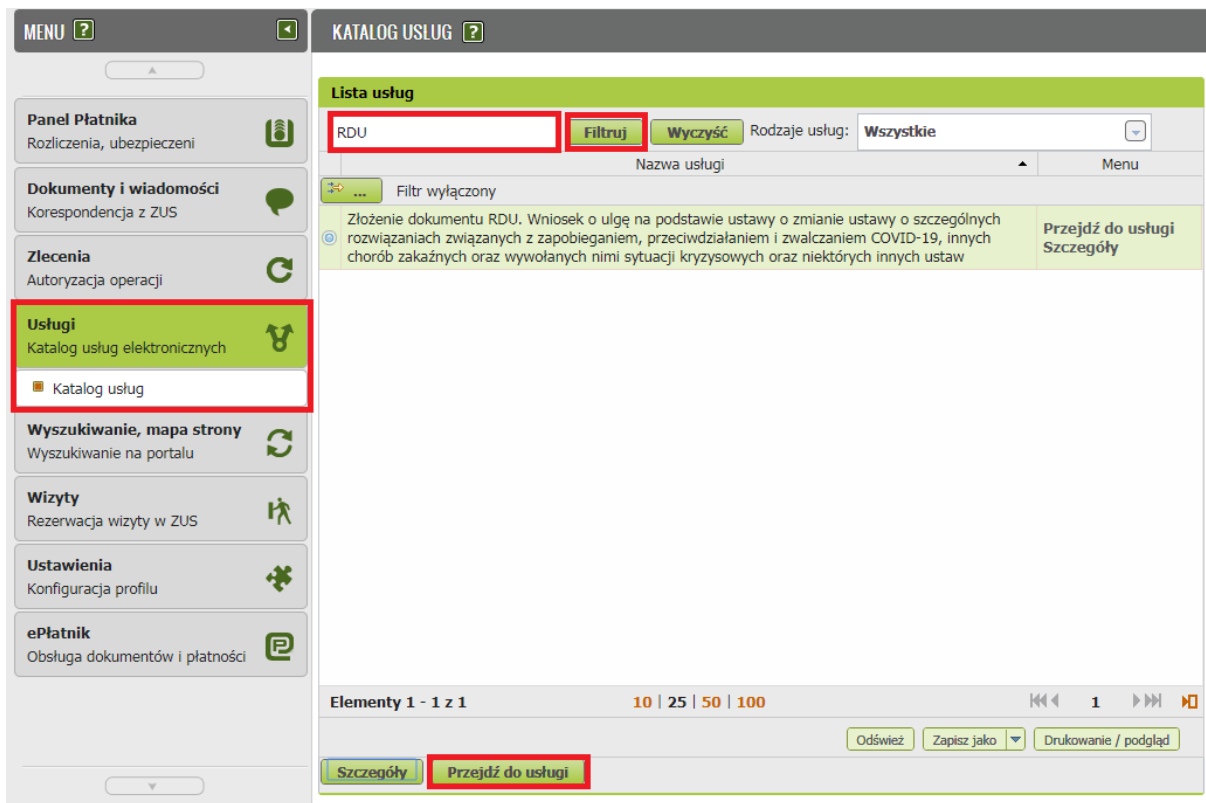 MENU ?
KATALOG USLUG ?
Panel Płatnika
Rozliczenia, ubezpieczeni
Dokumenty i wiadomości
Korespondencja z ZUS
Zlecenia
Autoryzacja operacji
Usługi
Katalog usług elektronicznych
Katalog usług
Wyszukiwanie, mapa strony
Wyszukiwanie na portalu
Wizyty
Rezerwacja wizyty w ZUS
Ustawienia
Konfiguracja profilu
ePłatnik
Obsługa dokumentów i płatności
Lista usług
RDU Filtruj Wyczyść Rodzaje usług: Wszystkie
Nazwa usługi Menu
... Filtr wyłączony
Złożenie dokumentu RDU. Wniosek o ulgę na podstawie ustawy o zmianie ustawy o szczególnych
rozwiązaniach związanych z zapobieganiem, przeciwdziałaniem i zwalczaniem COVID-19, innych
chorób zakaźnych oraz wywołanych nimi sytuacji kryzysowych oraz niektórych innych ustaw
Przejdź do usługi
Szczegóły
Elementy 1 - 1 z 1 10 | 25 | 50 | 100 1
Odśwież Zapisz jako Drukowanie / podgląd
Szczegóły Przejdź do usługi